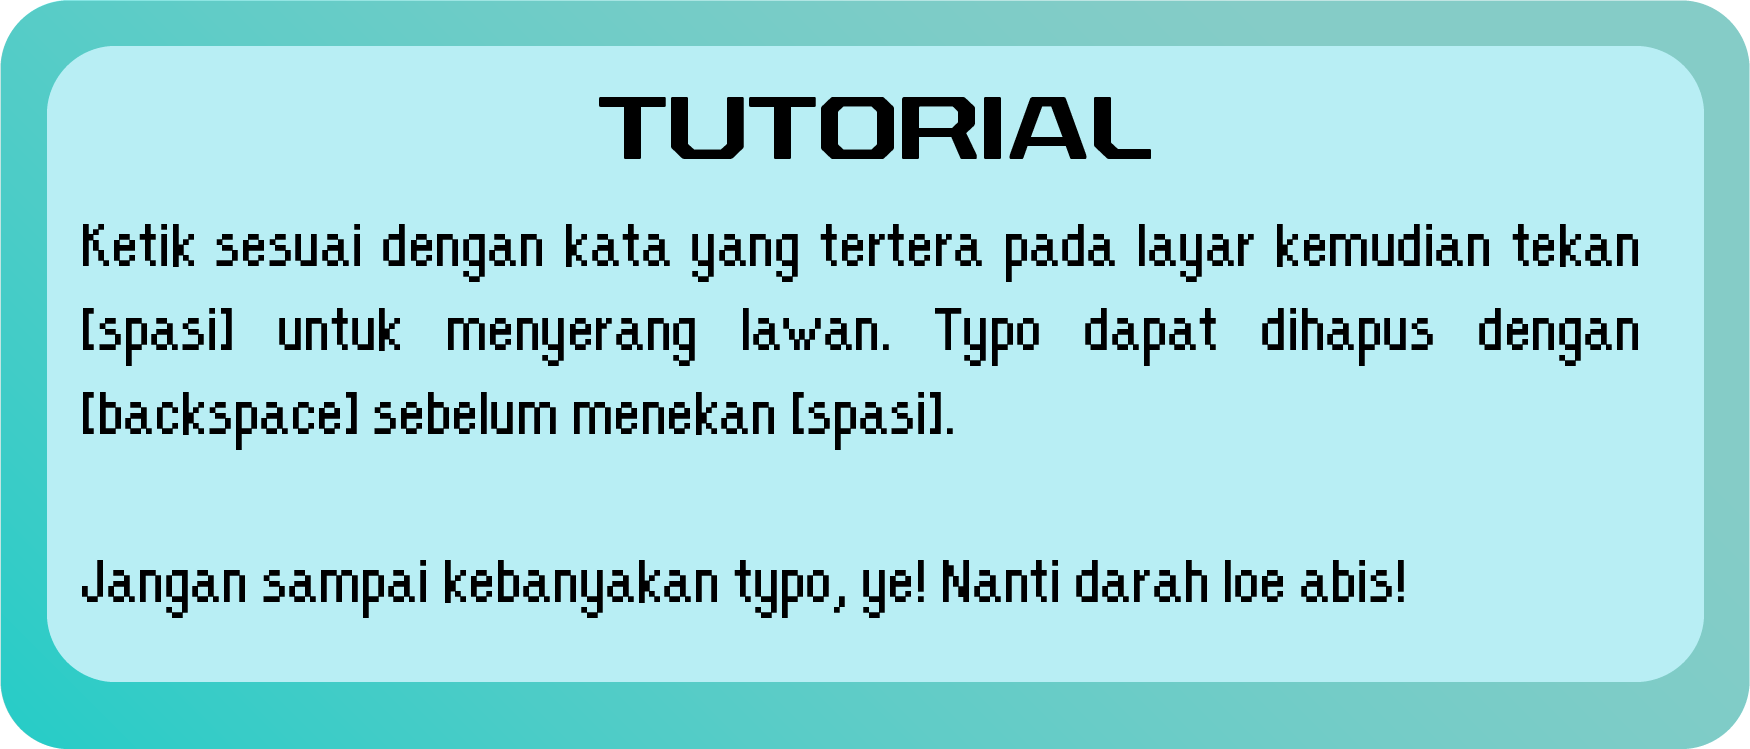 TUTORIAL
Ketik sesuai dengan kata yang tertera pada layar kemudian tekan
[spasi] untuk menyerang lawan. Typo dapat dihapus dengan
[backspace] sebelum menekan [spasi].
Jangan sampai kebanyakan typo, ye! Nanti darah loe abis!